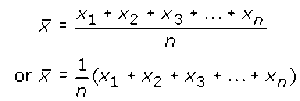 x̅ = x₁ + x₂ + x₃ + ... + xₙ / n
or x̅ = 1/n (x₁ + x₂ + x₃ + ... + xₙ)